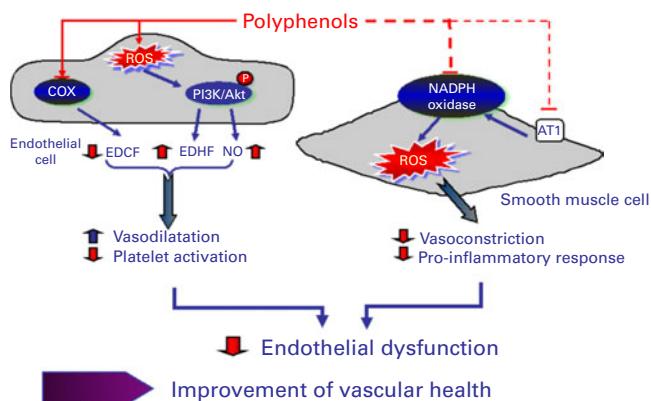 Polyphenols
ROS
P
COX
PI3K/Akt
NADPH
oxidase
AT1
Endothelial
cell
EDCF
EDHF
NO
ROS
Smooth muscle cell
Vasodilatation
Platelet activation
Vasoconstriction
Pro-inflammatory response
Endothelial dysfunction
Improvement of vascular health